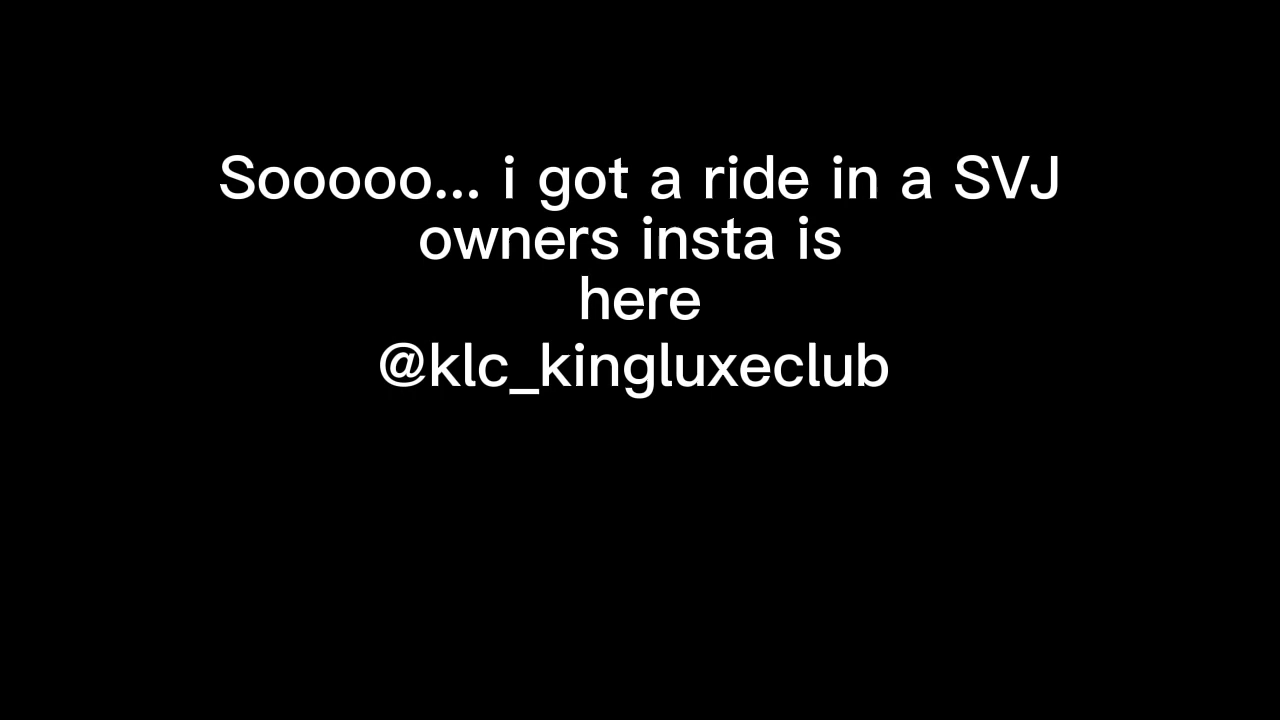 Sooooo... i got a ride in a SVJ
owners insta is
here
@klc_kingluxeclub